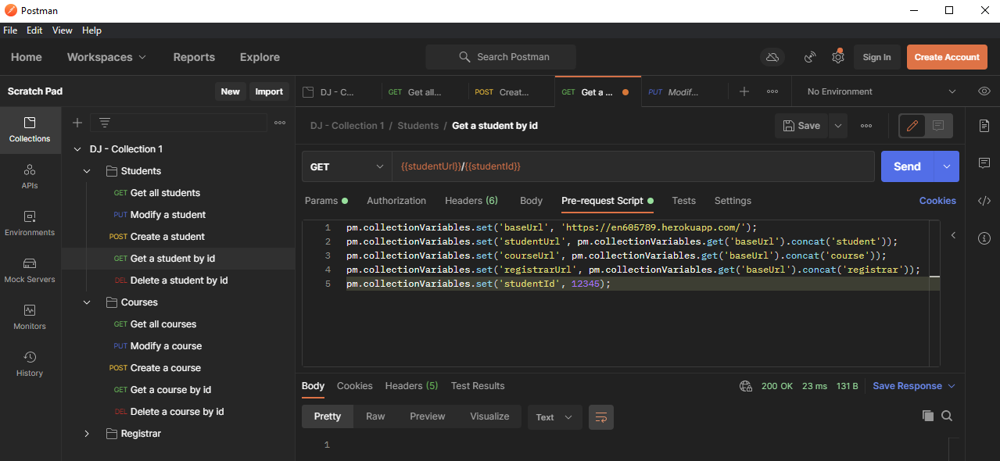 Postman
File Edit View Help
Home Workspaces Reports Explore Search Postman Sign In Create Account
Scratch Pad New Import
DJ - C... GET Get all... POST Creat... GET Get a ... PUT Modif... No Environment
Collections
APIs
Environments
Mock Servers
Monitors
History
DJ - Collection 1
Students
GET Get all students
PUT Modify a student
POST Create a student
GET Get a student by id
DEL Delete a student by id
Courses
GET Get all courses
PUT Modify a course
POST Create a course
GET Get a course by id
DEL Delete a course by id
Registrar
DJ - Collection 1 / Students / Get a student by id Save
GET {{studentUrl}}/{{studentId}} Send
Params Authorization Headers (6) Body Pre-request Script Tests Settings Cookies
1 pm.collectionVariables.set('baseUrl', 'https://en605789.herokuapp.com/');
2 pm.collectionVariables.set('studentUrl', pm.collectionVariables.get('baseUrl').concat('student'));
3 pm.collectionVariables.set('courseUrl', pm.collectionVariables.get('baseUrl').concat('course'));
4 pm.collectionVariables.set('registrarUrl', pm.collectionVariables.get('baseUrl').concat('registrar'));
5 pm.collectionVariables.set('studentId', 12345);
Body Cookies Headers (5) Test Results 200 OK 23 ms 131 B Save Response
Pretty Raw Preview Visualize Text
1